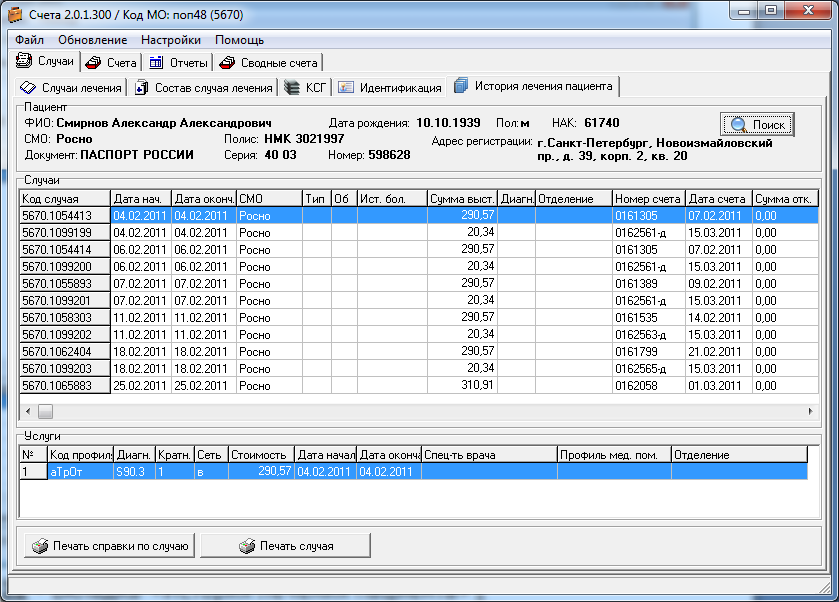 Счета 2.0.1.300 / Код МО: поп48 (5670)
Файл Обновление Настройки Помощь
Случаи Счета Отчеты Сводные счета
Случаи лечения Состав случая лечения КСГ Идентификация История лечения пациента
Пациент
ФИО: Смирнов Александр Александрович Дата рождения: 10.10.1939 Пол: м НАК: 61740 Поиск
СМО: Росно Полис: НМК 3021997 Адрес регистрации: г.Санкт-Петербург, Новоизмайловский
Документ: ПАСПОРТ РОССИИ Серия: 40 03 Номер: 598628 пр., д. 39, корп. 2, кв. 20
Случаи
Код случая Дата нач. Дата оконч. СМО Тип Об Ист. бол. Сумма выст. Диагн. Отделение Номер счета Дата счета Сумма отк.
5670.1054413 04.02.2011 04.02.2011 Росно 290,57 0161305 07.02.2011 0,00
5670.1099199 04.02.2011 04.02.2011 Росно 20,34 0162561-д 15.03.2011 0,00
5670.1054414 06.02.2011 06.02.2011 Росно 290,57 0161305 07.02.2011 0,00
5670.1099200 06.02.2011 06.02.2011 Росно 20,34 0162561-д 15.03.2011 0,00
5670.1055893 07.02.2011 07.02.2011 Росно 290,57 0161389 09.02.2011 0,00
5670.1099201 07.02.2011 07.02.2011 Росно 20,34 0162561-д 15.03.2011 0,00
5670.1058303 11.02.2011 11.02.2011 Росно 290,57 0161535 14.02.2011 0,00
5670.1099202 11.02.2011 11.02.2011 Росно 20,34 0162563-д 15.03.2011 0,00
5670.1062404 18.02.2011 18.02.2011 Росно 290,57 0161799 21.02.2011 0,00
5670.1099203 18.02.2011 18.02.2011 Росно 20,34 0162565-д 15.03.2011 0,00
5670.1065883 25.02.2011 25.02.2011 Росно 310,91 0162058 01.03.2011 0,00
Услуги
№ Код профиля Диагн. Кратн. Сеть Стоимость Дата начал Дата оконча Спец-ть врача Профиль мед. пом. Отделение
1 аТрОт S90.3 1 в 290,57 04.02.2011 04.02.2011
Печать справки по случаю Печать случая